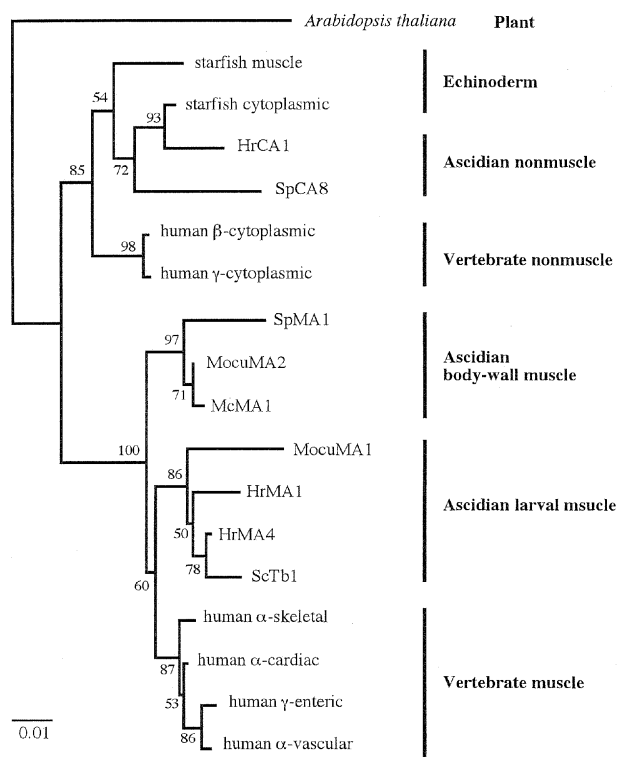 Arabidopsis thaliana Plant
starfish muscle
Echinoderm
54
starfish cytoplasmic
93
HrCA1
Ascidian nonmuscle
72
85
SpCA8
human β-cytoplasmic
98
Vertebrate nonmuscle
human γ-cytoplasmic
SpMA1
97
MocuMA2
Ascidian
body-wall muscle
71
McMA1
100
MocuMA1
86
HrMA1
Ascidian larval msucle
50
HrMA4
78
ScTb1
60
human α-skeletal
human α-cardiac
87
Vertebrate muscle
53
human γ-enteric
86
human α-vascular
0.01